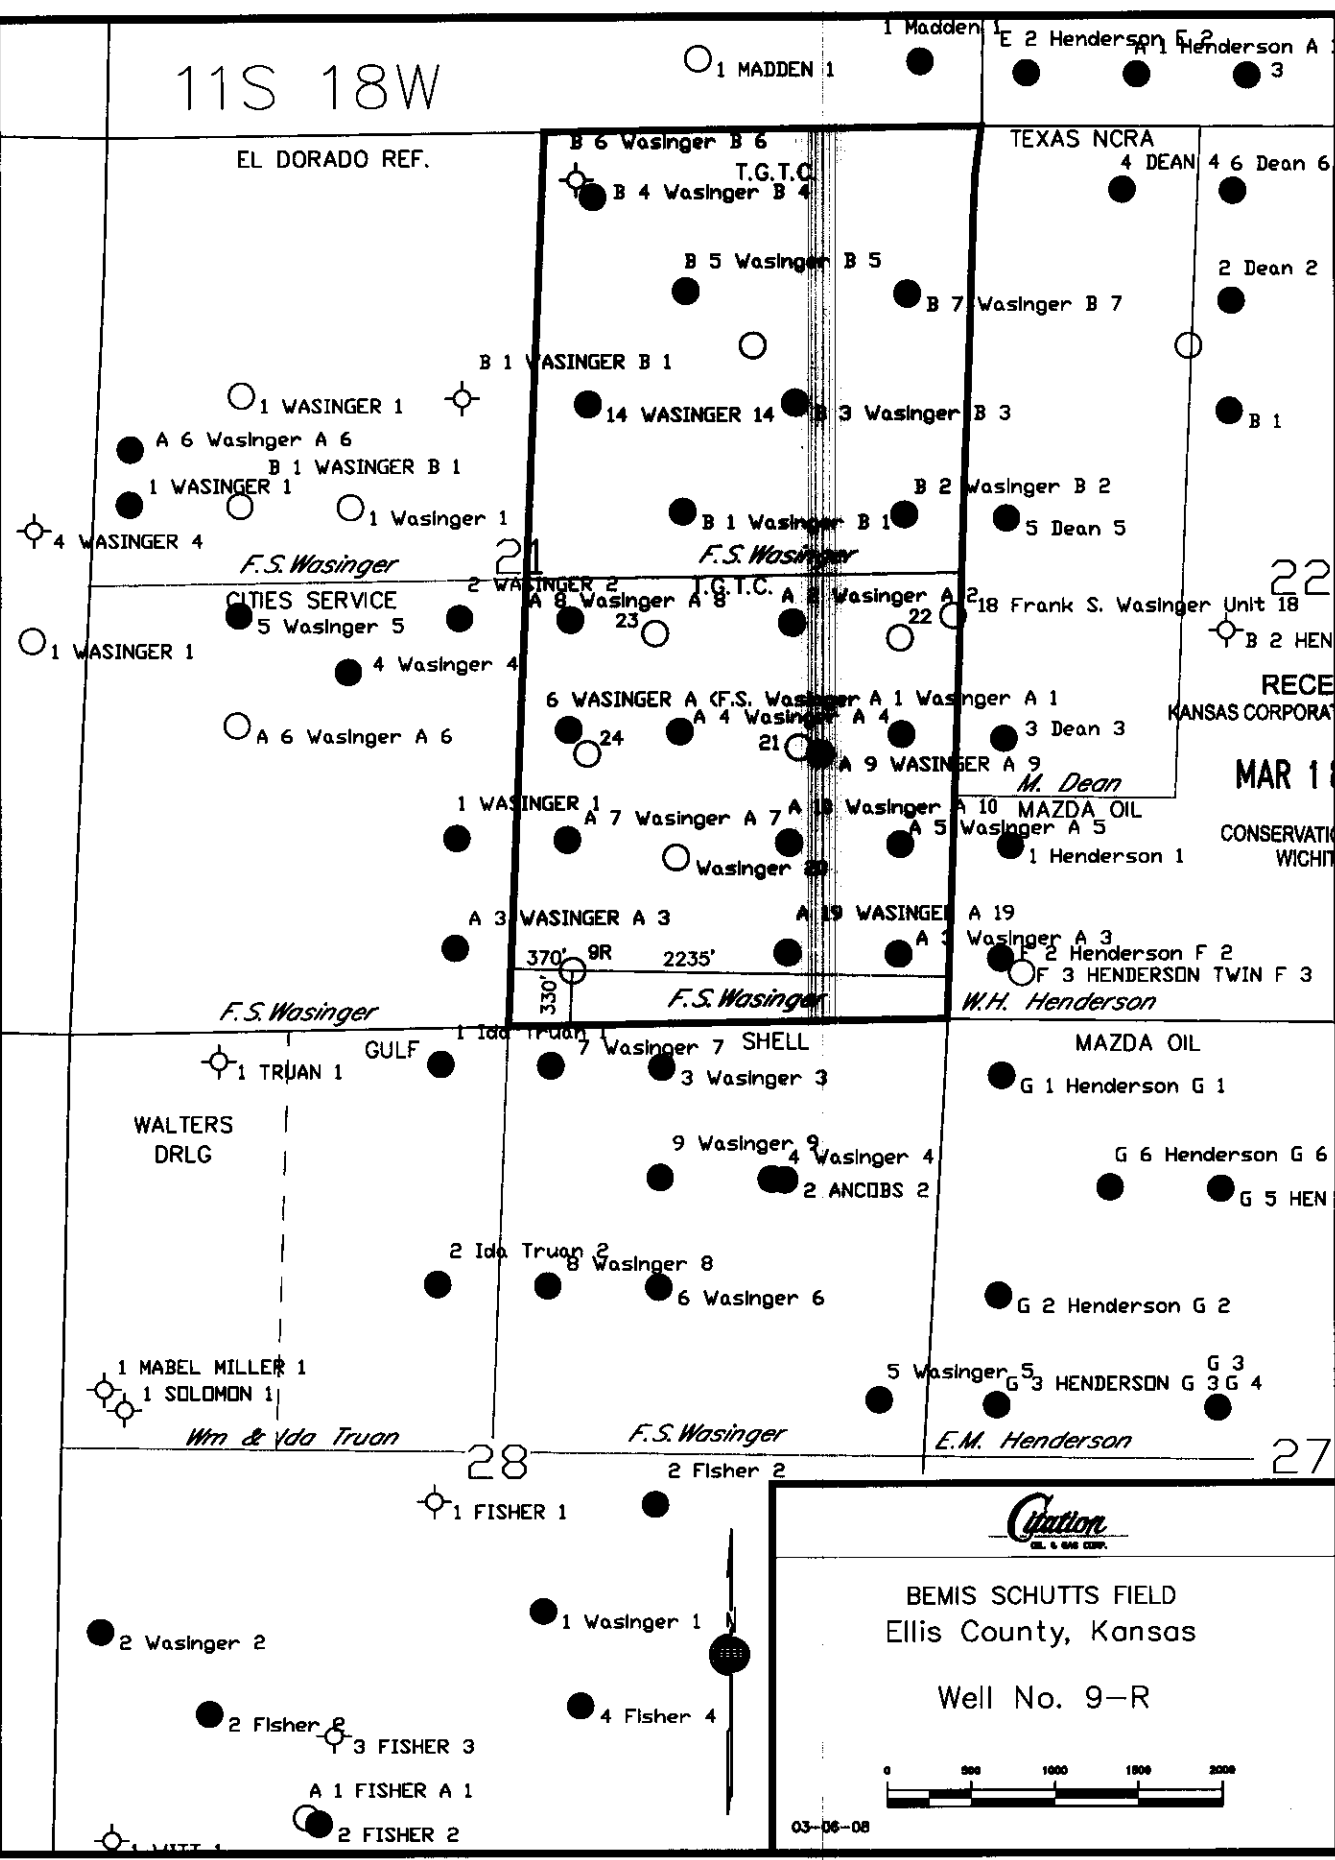 1 Madden 1
E 2 Henderson E 2
A 1 Henderson A
3
1 MADDEN 1
11S 18W
EL DORADO REF.
B 6 Wasinger B 6
T.G.T.C.
B 4 Wasinger B 4
TEXAS NCRA
4 DEAN 4
6 Dean 6
B 5 Wasinger B 5
2 Dean 2
B 7 Wasinger B 7
B 1 WASINGER B 1
1 WASINGER 1
14 WASINGER 14
B 3 Wasinger B 3
B 1
A 6 Wasinger A 6
B 1 WASINGER B 1
1 WASINGER 1
1 Wasinger 1
B 2 Wasinger B 2
B 1 Wasinger B 1
5 Dean 5
4 WASINGER 4
F.S. Wasinger
21
F.S. Wasinger
22
2 WASINGER 2
T.G.T.C.
CITIES SERVICE
A 8 Wasinger A 8
A 2 Wasinger A 2
18 Frank S. Wasinger Unit 18
5 Wasinger 5
23
22
1 WASINGER 1
B 2 HEN
4 Wasinger 4
RECE
6 WASINGER A (F.S. Wasinger A 1 Wasinger A 1
KANSAS CORPORAT
A 4 Wasinger A 4
A 6 Wasinger A 6
24
21
3 Dean 3
A 9 WASINGER A 9
MAR 1
M. Dean
1 WASINGER 1
A 7 Wasinger A 7
Wasinger A 10
MAZDA OIL
A 5 Wasinger A 5
CONSERVATI
1 Henderson 1
WICHIT
Wasinger 20
A 3 WASINGER A 3
A 19 WASINGER A 19
A 3 Wasinger A 3
370'
9R
2235'
F 2 Henderson F 2
F 3 HENDERSON TWIN F 3
330'
F.S. Wasinger
F.S. Wasinger
W.H. Henderson
1 Ida Truan 1
GULF
7 Wasinger 7
SHELL
MAZDA OIL
1 TRUAN 1
3 Wasinger 3
G 1 Henderson G 1
WALTERS
DRLG
9 Wasinger 9
4 Wasinger 4
G 6 Henderson G 6
2 ANCOBS 2
G 5 HEN
2 Ida Truan 2
8 Wasinger 8
6 Wasinger 6
G 2 Henderson G 2
1 MABEL MILLER 1
1 SOLOMON 1
5 Wasinger 5
G 3 HENDERSON G 3
G 3
G 4
Wm & Ida Truan
F.S. Wasinger
E.M. Henderson
28
27
2 Fisher 2
1 FISHER 1
Citation
OIL & GAS CORP.
BEMIS SCHUTTS FIELD
Ellis County, Kansas
1 Wasinger 1
N
2 Wasinger 2
Well No. 9-R
2 Fisher 2
4 Fisher 4
3 FISHER 3
0 500 1000 1500 2000
A 1 FISHER A 1
2 FISHER 2
03-06-08